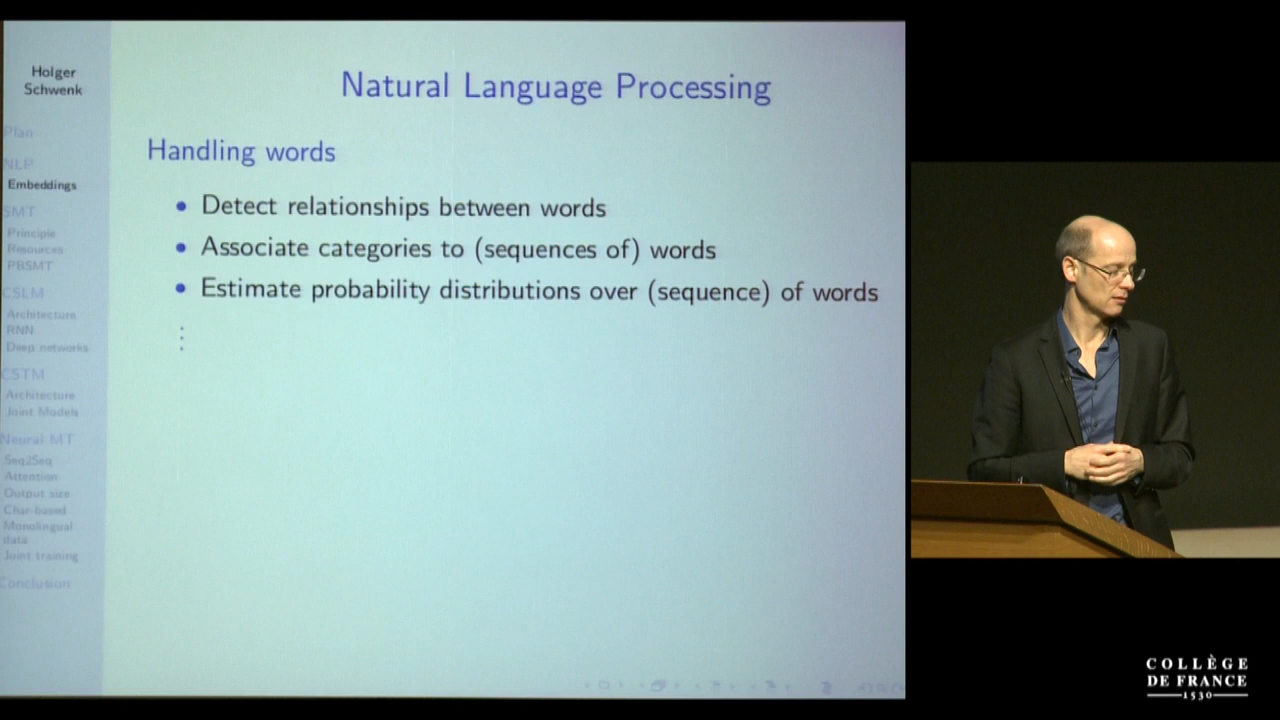 Holger
Schwenk
Plan
NLP
Embeddings
SMT
Principle
Resources
PBSMT
CSLM
Architecture
RNN
Deep networks
CSTM
Architecture
Joint Models
Neural MT
Seq2Seq
Attention
Output size
Char-based
Monolingual
data
Joint training
Conclusion
Natural Language Processing
Handling words
• Detect relationships between words
• Associate categories to (sequences of) words
• Estimate probability distributions over (sequence) of words
⋮
COLLÈGE
DE FRANCE
1530